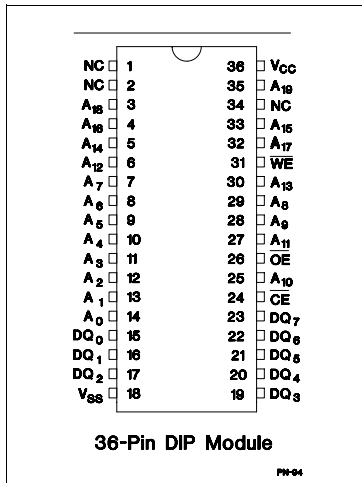 NC 1 36 VCC
NC 2 35 A19
A18 3 34 NC
A16 4 33 A15
A14 5 32 A17
A12 6 31 WE
A7 7 30 A13
A6 8 29 A8
A5 9 28 A9
A4 10 27 A11
A3 11 26 OE
A2 12 25 A10
A1 13 24 CE
A0 14 23 DQ7
DQ0 15 22 DQ6
DQ1 16 21 DQ5
DQ2 17 20 DQ4
VSS 18 19 DQ3
36-Pin DIP Module
PN-94